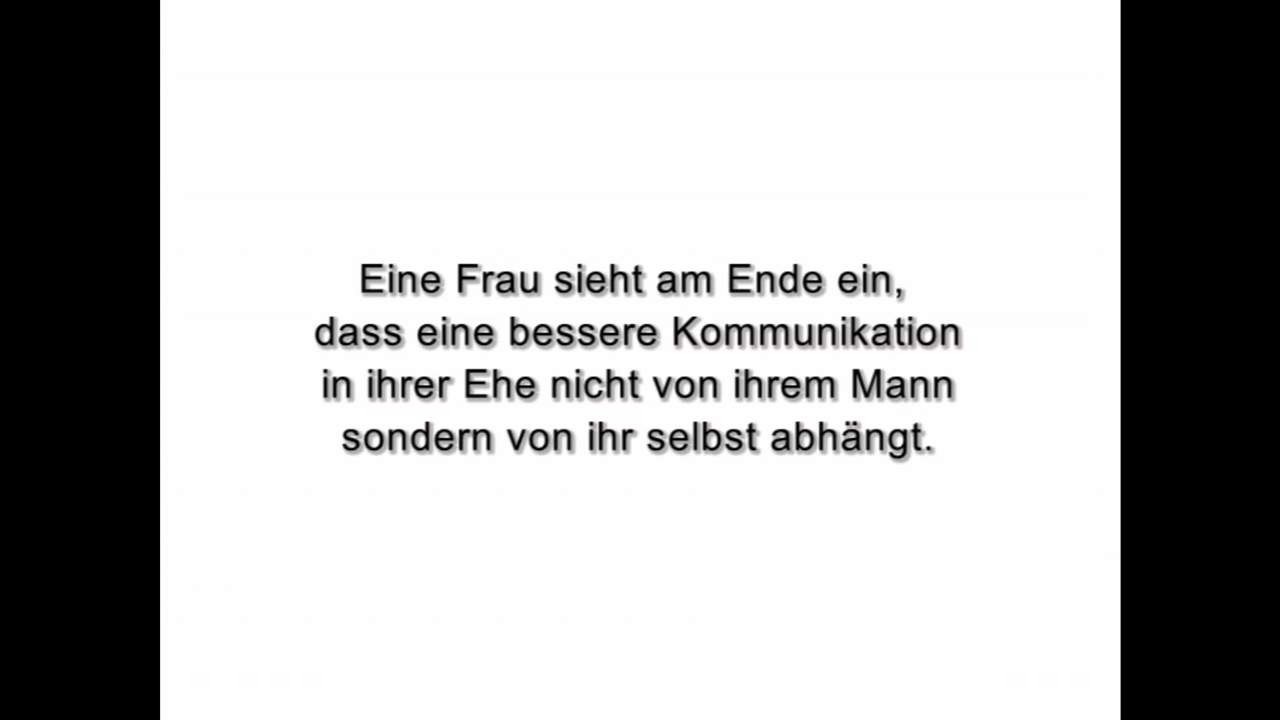 Eine Frau sieht am Ende ein,
dass eine bessere Kommunikation
in ihrer Ehe nicht von ihrem Mann
sondern von ihr selbst abhängt.